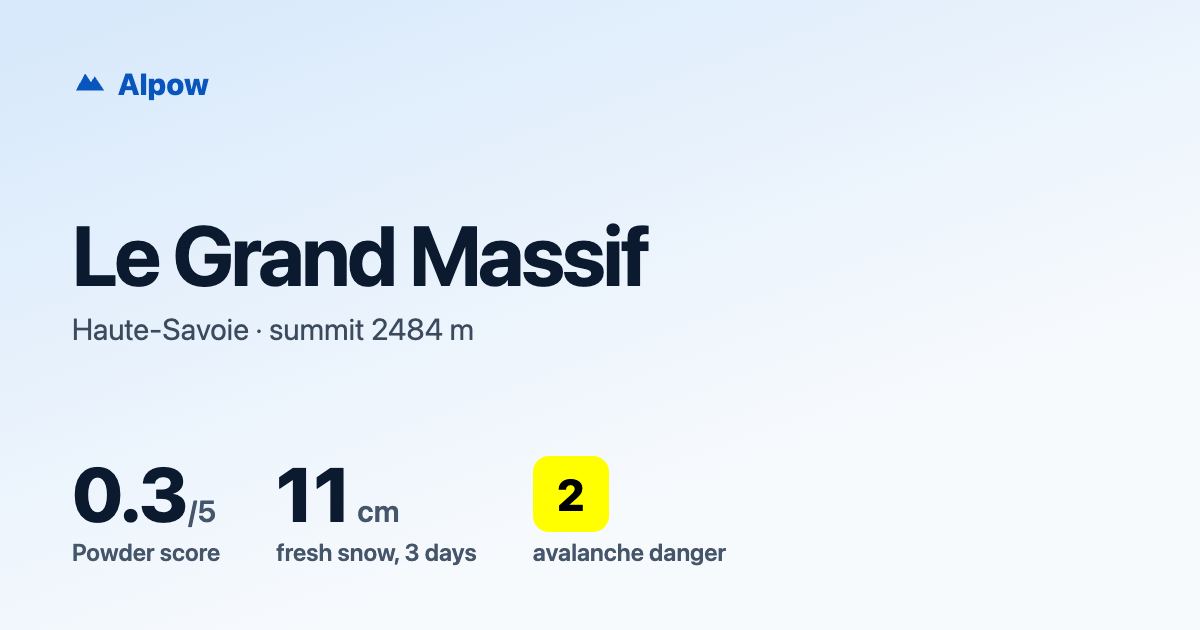 Alpow
Le Grand Massif
Haute-Savoie · summit 2484 m
0.3/5
Powder score
11 cm
fresh snow, 3 days
2
avalanche danger